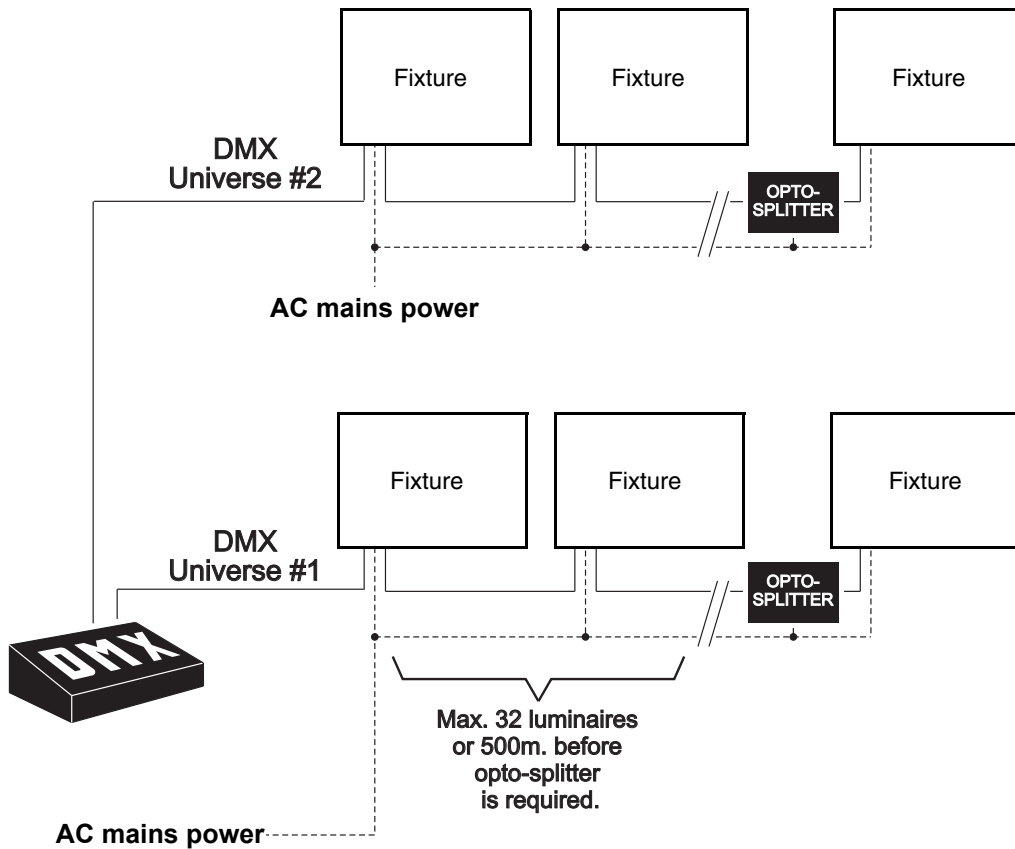 Fixture
Fixture
Fixture
DMX
Universe #2
OPTO-
SPLITTER
AC mains power
Fixture
Fixture
Fixture
DMX
Universe #1
OPTO-
SPLITTER
DMX
Max. 32 luminaires
or 500m. before
opto-splitter
is required.
AC mains power